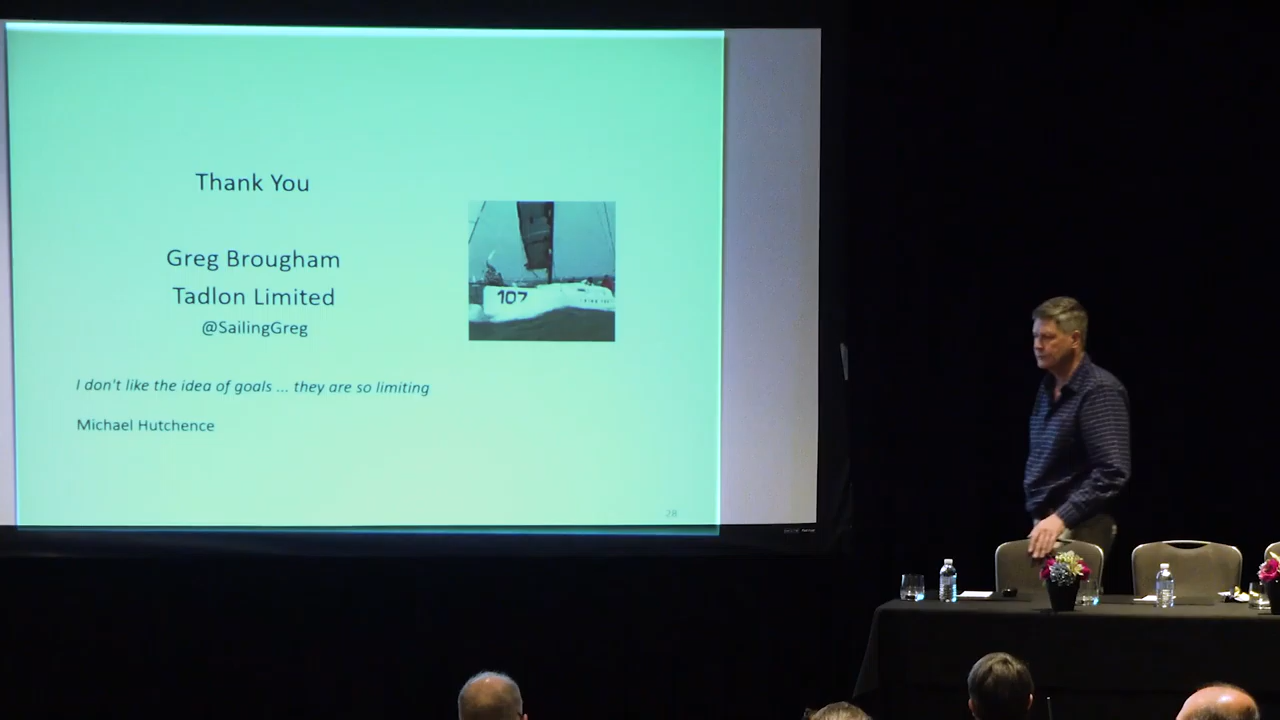 Thank You
Greg Brougham
Tadlon Limited
@SailingGreg
107
I don't like the idea of goals ... they are so limiting
Michael Hutchence
28